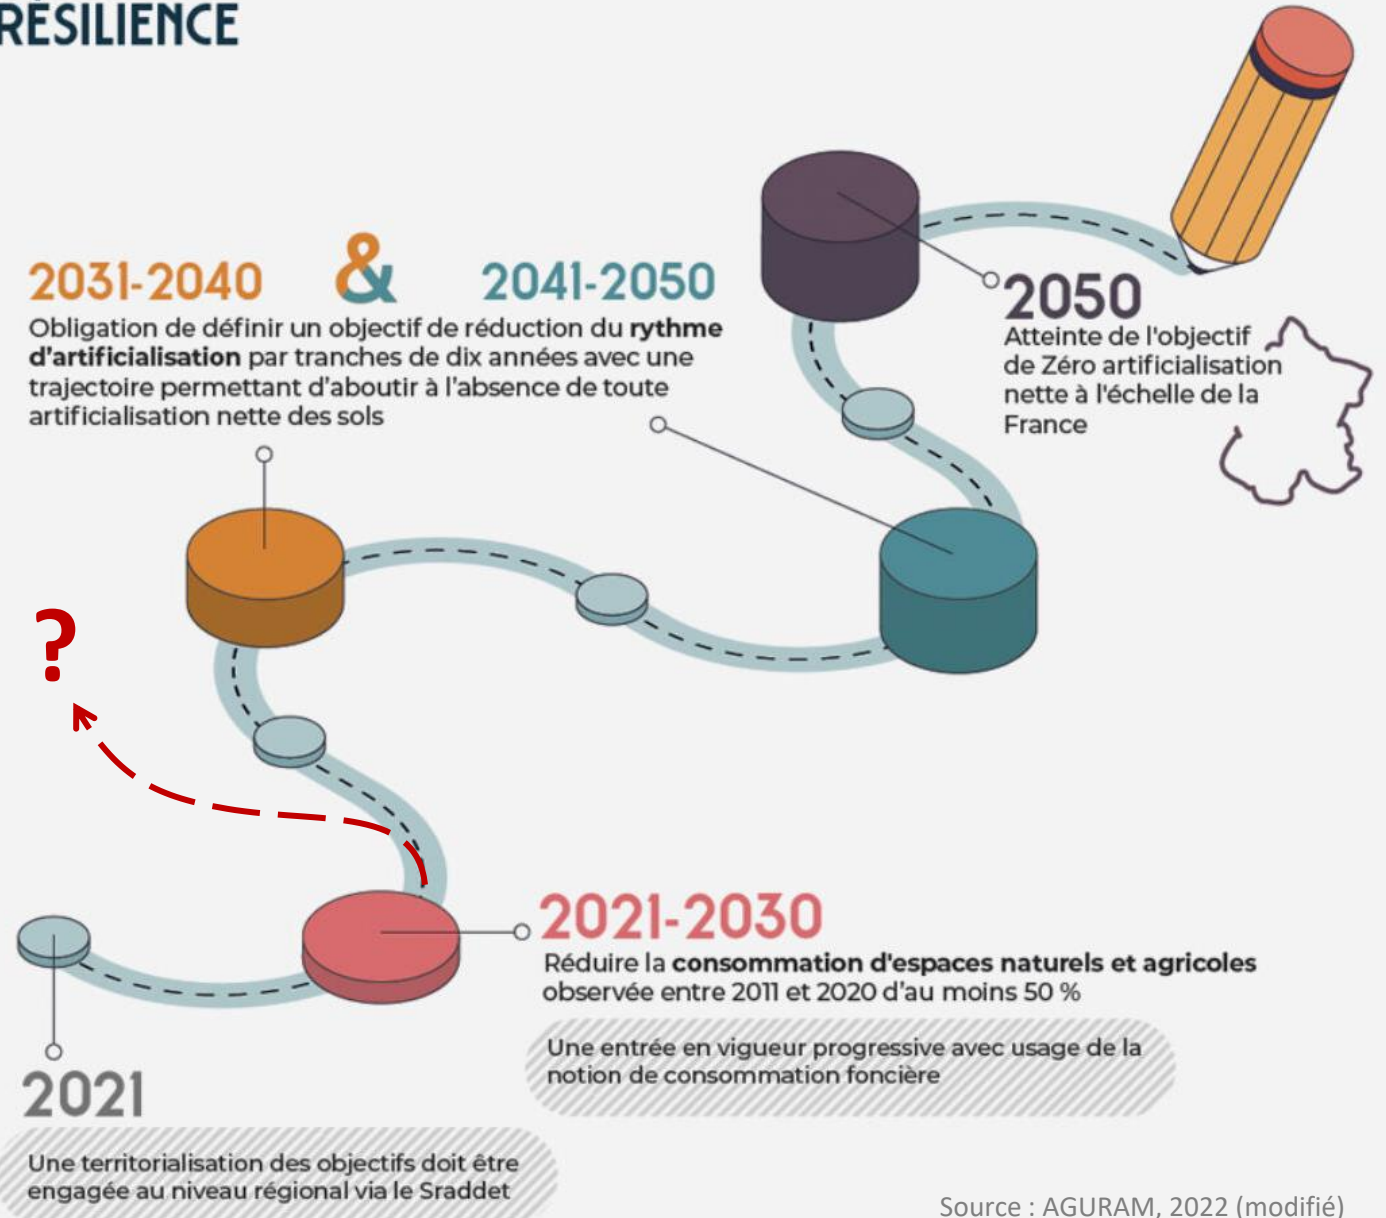 RÉSILIENCE
2031-2040 & 2041-2050
Obligation de définir un objectif de réduction du rythme
d'artificialisation par tranches de dix années avec une
trajectoire permettant d'aboutir à l'absence de toute
artificialisation nette des sols
2050
Atteinte de l'objectif
de Zéro artificialisation
nette à l'échelle de la
France
?
2021-2030
Réduire la consommation d'espaces naturels et agricoles
observée entre 2011 et 2020 d'au moins 50 %
Une entrée en vigueur progressive avec usage de la
notion de consommation foncière
2021
Une territorialisation des objectifs doit être
engagée au niveau régional via le Sraddet
Source : AGURAM, 2022 (modifié)